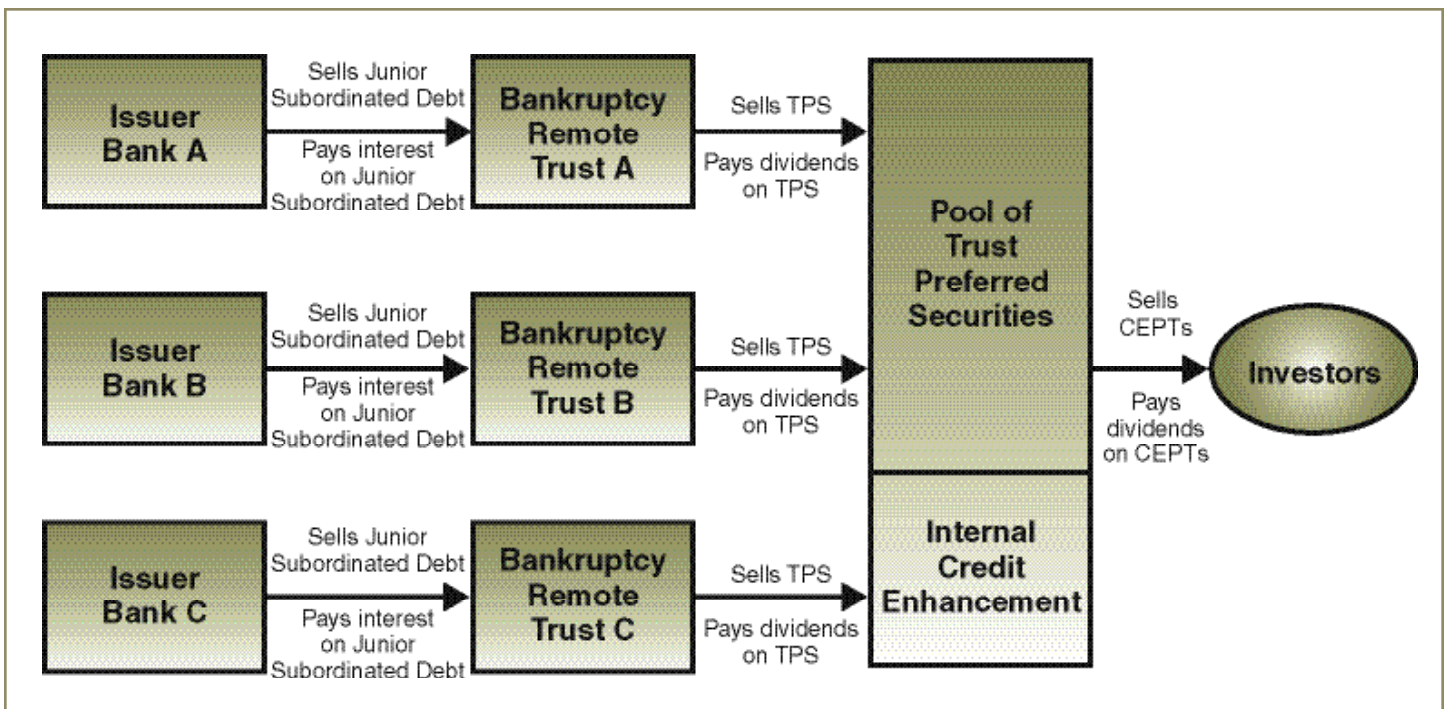 Issuer
Bank A
Sells Junior
Subordinated Debt
Pays interest
on Junior
Subordinated Debt
Bankruptcy
Remote
Trust A
Sells TPS
Pays dividends
on TPS
Issuer
Bank B
Sells Junior
Subordinated Debt
Pays interest
on Junior
Subordinated Debt
Bankruptcy
Remote
Trust B
Sells TPS
Pays dividends
on TPS
Issuer
Bank C
Sells Junior
Subordinated Debt
Pays interest
on Junior
Subordinated Debt
Bankruptcy
Remote
Trust C
Sells TPS
Pays dividends
on TPS
Pool of
Trust
Preferred
Securities
Internal
Credit
Enhancement
Sells
CEPTs
Pays
dividends
on CEPTs
Investors